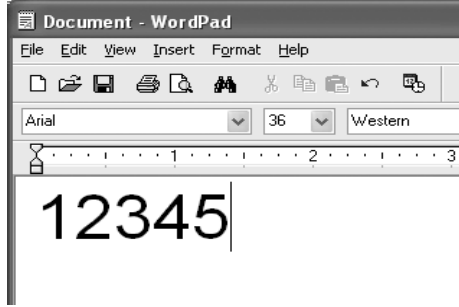 Document - WordPad
File Edit View Insert Format Help
Arial 36 Western
1 2 3
12345